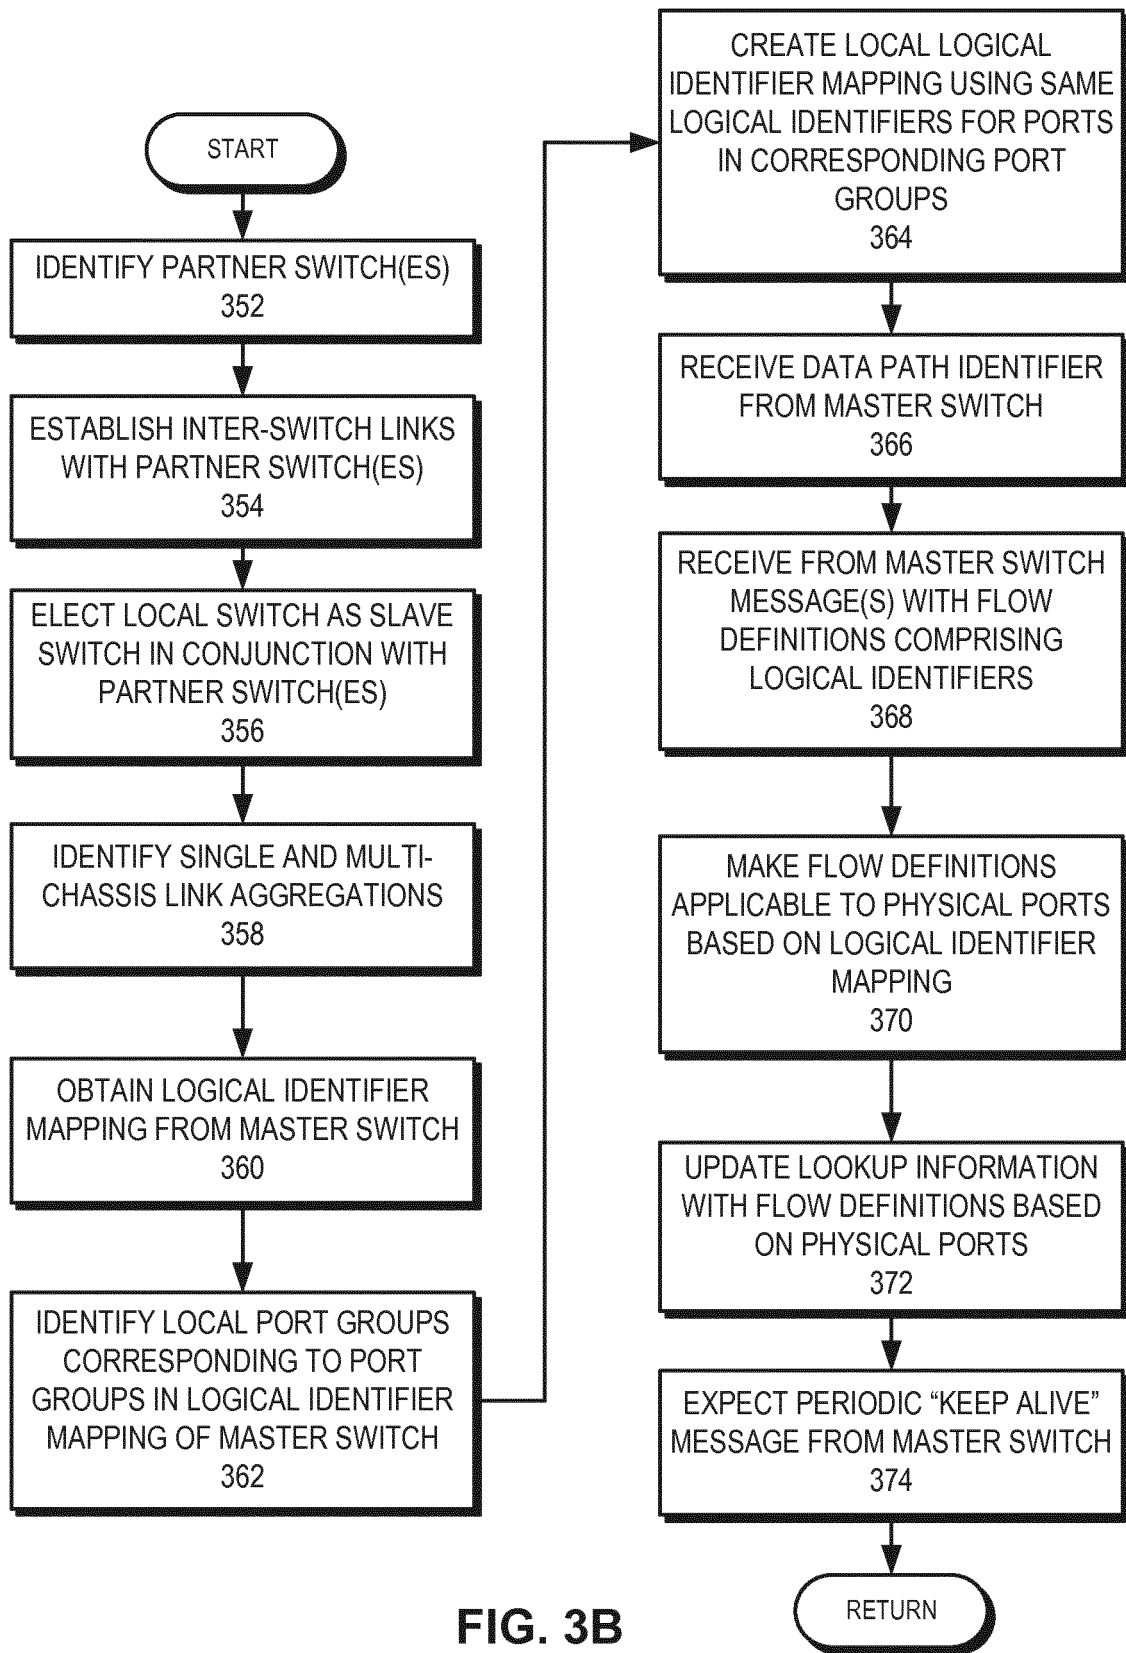 START
IDENTIFY PARTNER SWITCH(ES)
352
ESTABLISH INTER-SWITCH LINKS
WITH PARTNER SWITCH(ES)
354
ELECT LOCAL SWITCH AS SLAVE
SWITCH IN CONJUNCTION WITH
PARTNER SWITCH(ES)
356
IDENTIFY SINGLE AND MULTI-
CHASSIS LINK AGGREGATIONS
358
OBTAIN LOGICAL IDENTIFIER
MAPPING FROM MASTER SWITCH
360
IDENTIFY LOCAL PORT GROUPS
CORRESPONDING TO PORT
GROUPS IN LOGICAL IDENTIFIER
MAPPING OF MASTER SWITCH
362
CREATE LOCAL LOGICAL
IDENTIFIER MAPPING USING SAME
LOGICAL IDENTIFIERS FOR PORTS
IN CORRESPONDING PORT
GROUPS
364
RECEIVE DATA PATH IDENTIFIER
FROM MASTER SWITCH
366
RECEIVE FROM MASTER SWITCH
MESSAGE(S) WITH FLOW
DEFINITIONS COMPRISING
LOGICAL IDENTIFIERS
368
MAKE FLOW DEFINITIONS
APPLICABLE TO PHYSICAL PORTS
BASED ON LOGICAL IDENTIFIER
MAPPING
370
UPDATE LOOKUP INFORMATION
WITH FLOW DEFINITIONS BASED
ON PHYSICAL PORTS
372
EXPECT PERIODIC “KEEP ALIVE”
MESSAGE FROM MASTER SWITCH
374
RETURN
FIG. 3B